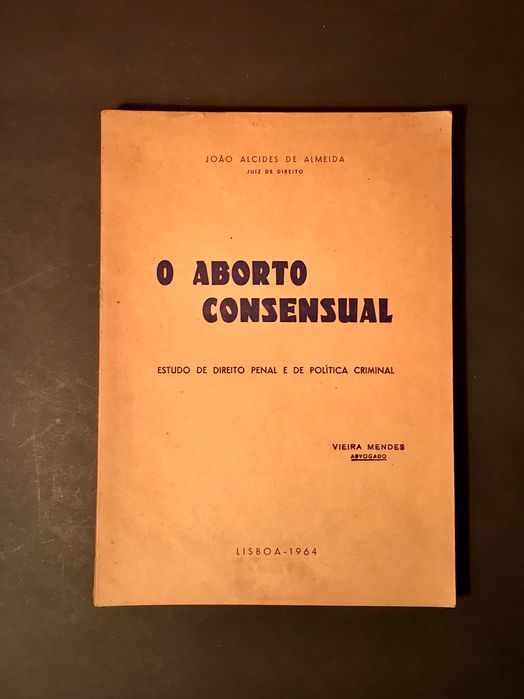 JOÃO ALCIDES DE ALMEIDA
JUIZ DE DIREITO
O ABORTO
CONSENSUAL
ESTUDO DE DIREITO PENAL E DE POLÍTICA CRIMINAL
VIEIRA MENDES
ADVOGADO
LISBOA-1964